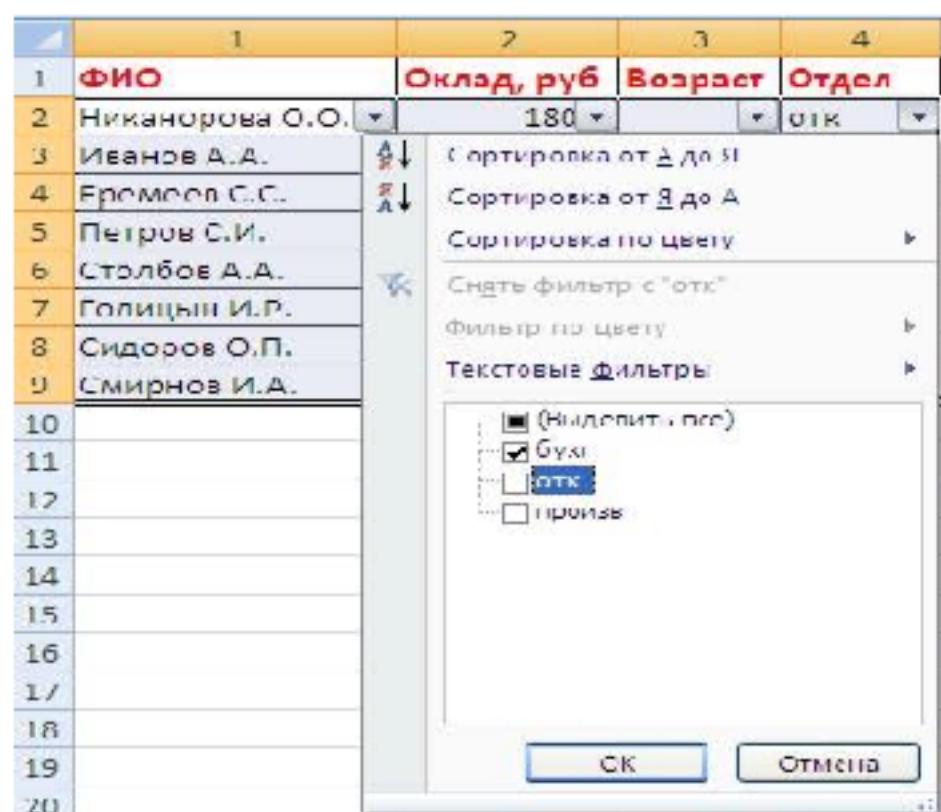 1 2 3 4
1 ФИО Оклад, руб Возраст Отдел
2 Никанорова О.О. 180 отк
3 Иванов А.А. Сортировка от А до Я
4 Еремеев С.С. Сортировка от Я до А
5 Петров С.И. Сортировка по цвету
6 Столбов А.А. Снять фильтр с "отк"
7 Голицын И.Р. Фильтр по цвету
8 Сидоров О.П. Текстовые фильтры
9 Смирнов И.А.
10 (Выделить все)
11 бухг
12 отк
13 произв
14
15
16
17
18
19 ОК Отмена
20